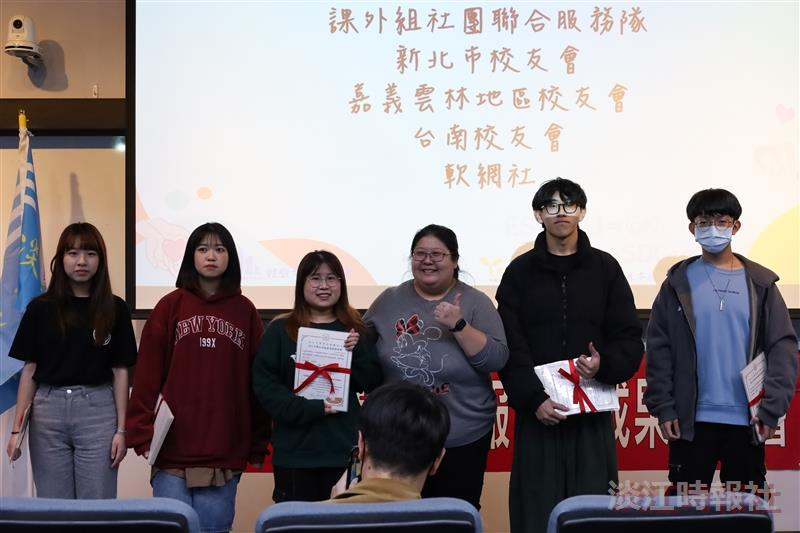 課外組社團聯合服務隊
新北市校友會
嘉義雲林地區校友會
台南校友會
軟網社
NEW YORK
199X
成果
淡江時報社